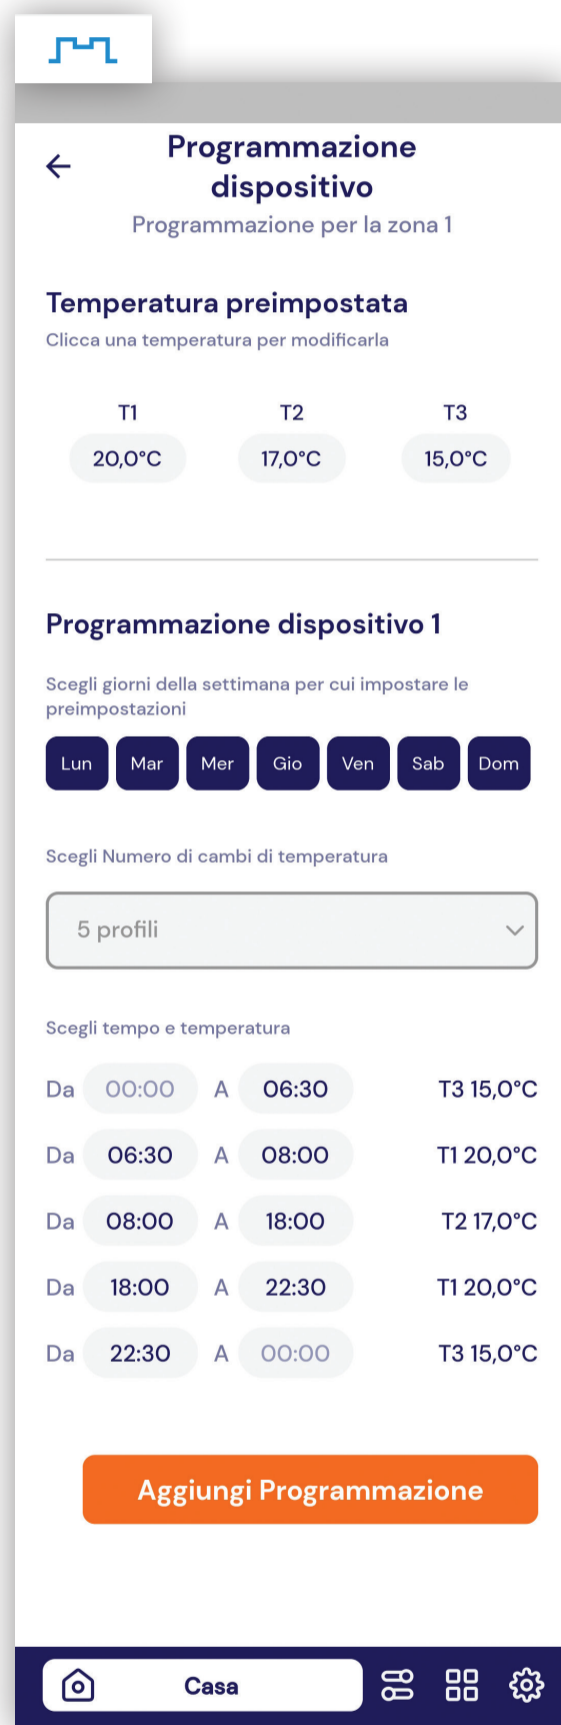 Programmazione
dispositivo
Programmazione per la zona 1
Temperatura preimpostata
Clicca una temperatura per modificarla
T1 T2 T3
20,0°C 17,0°C 15,0°C
Programmazione dispositivo 1
Scegli giorni della settimana per cui impostare le
preimpostazioni
Lun Mar Mer Gio Ven Sab Dom
Scegli Numero di cambi di temperatura
5 profili
Scegli tempo e temperatura
Da 00:00 A 06:30 T3 15,0°C
Da 06:30 A 08:00 T1 20,0°C
Da 08:00 A 18:00 T2 17,0°C
Da 18:00 A 22:30 T1 20,0°C
Da 22:30 A 00:00 T3 15,0°C
Aggiungi Programmazione
Casa